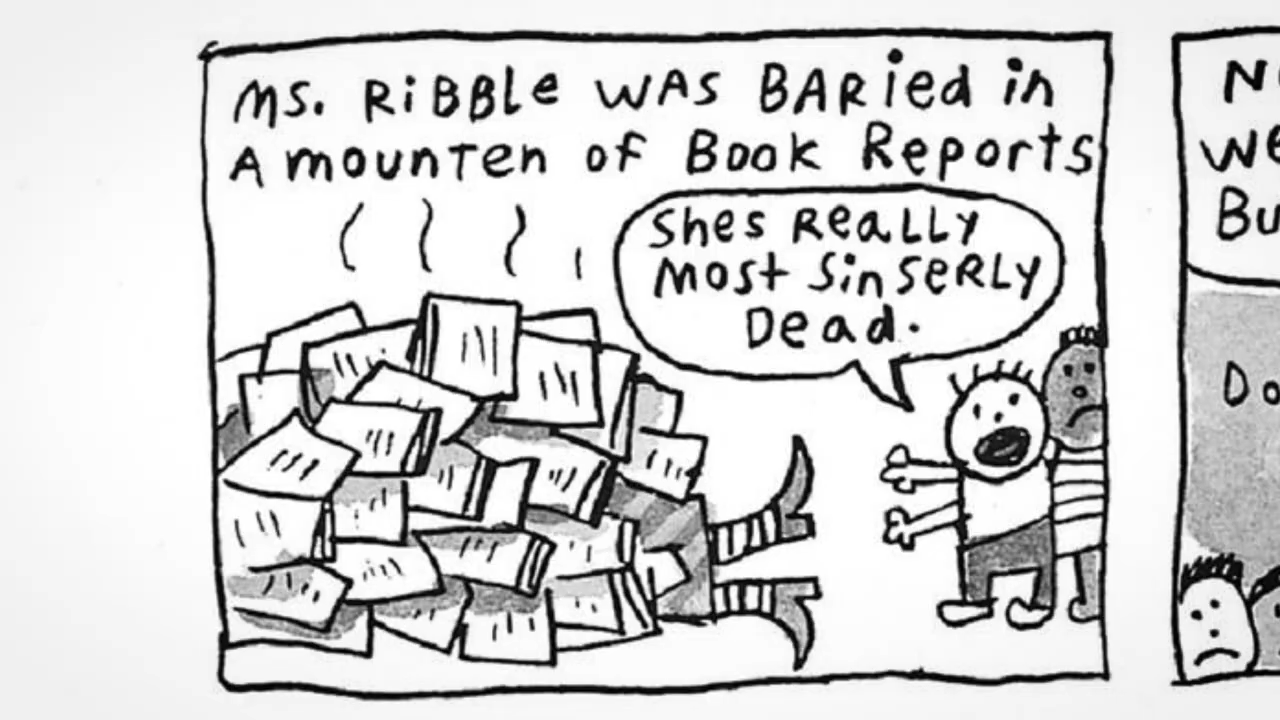 Ms. RiBBLe WAS BARied in
A mounTen of Book Reports
Shes ReaLLY
Most SinSeRLy
Dead.